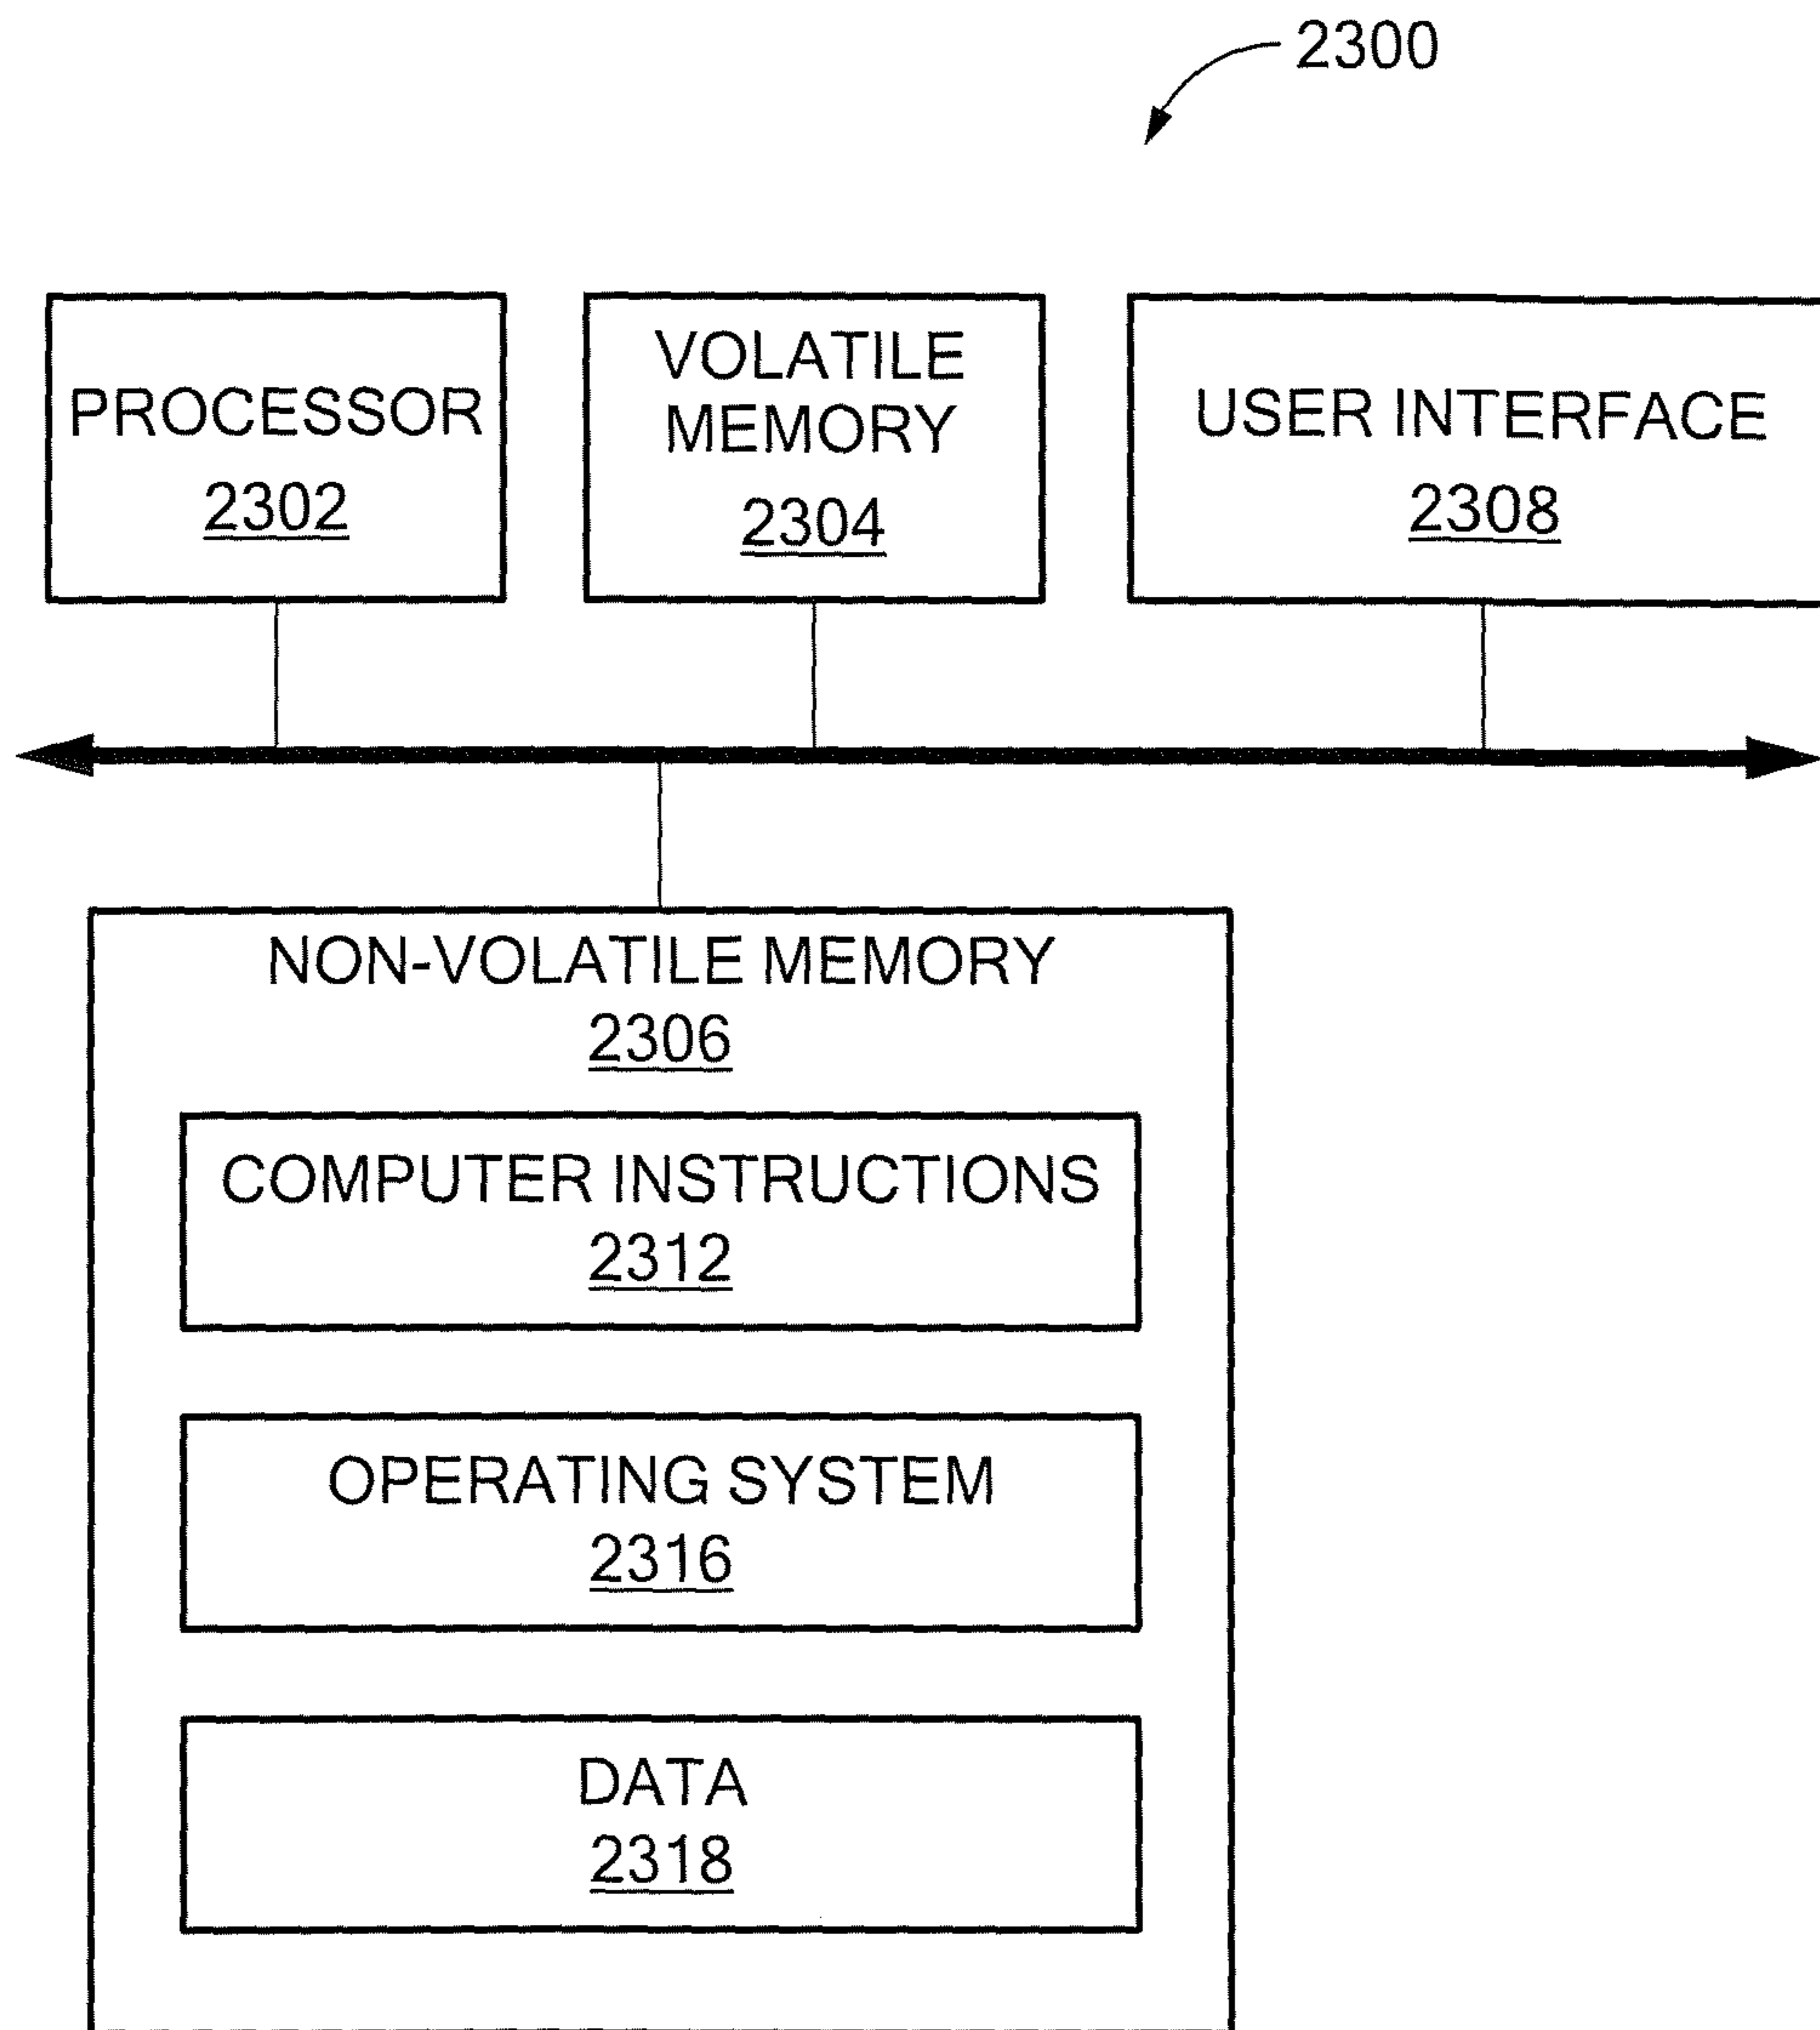 2300
PROCESSOR
2302
VOLATILE
MEMORY
2304
USER INTERFACE
2308
NON-VOLATILE MEMORY
2306
COMPUTER INSTRUCTIONS
2312
OPERATING SYSTEM
2316
DATA
2318